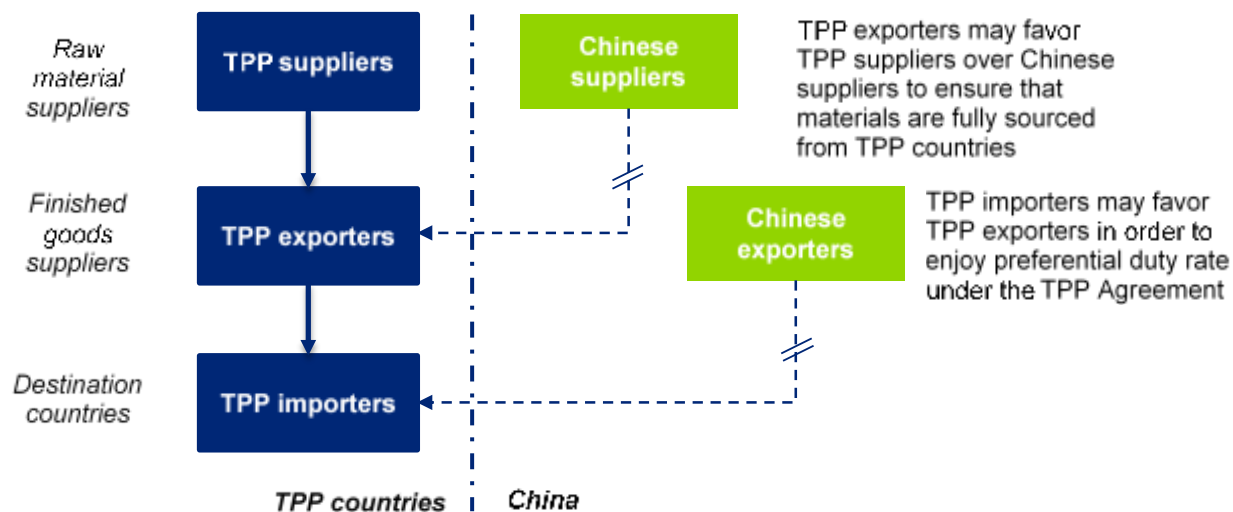 Raw
material
suppliers
TPP suppliers
Chinese
suppliers
TPP exporters may favor
TPP suppliers over Chinese
suppliers to ensure that
materials are fully sourced
from TPP countries
Finished
goods
suppliers
TPP exporters
Chinese
exporters
TPP importers may favor
TPP exporters in order to
enjoy preferential duty rate
under the TPP Agreement
Destination
countries
TPP importers
TPP countries
China